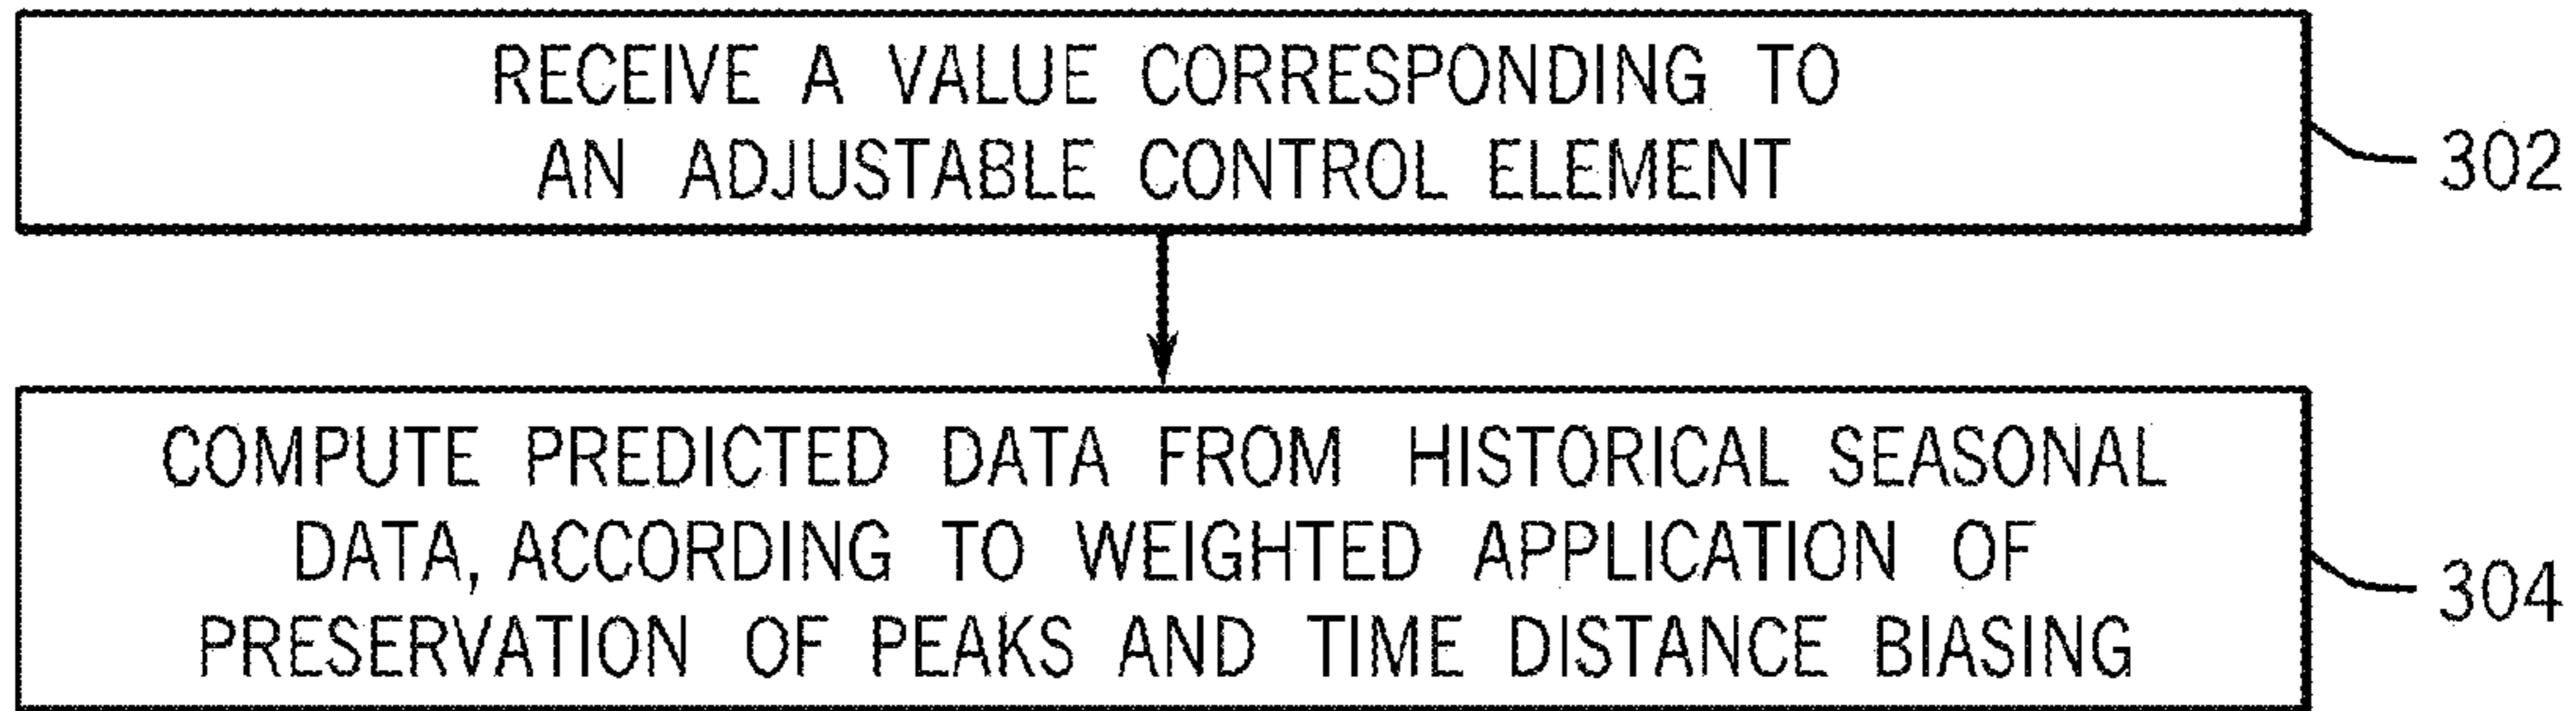 RECEIVE A VALUE CORRESPONDING TO
AN ADJUSTABLE CONTROL ELEMENT
302
COMPUTE PREDICTED DATA FROM HISTORICAL SEASONAL
DATA, ACCORDING TO WEIGHTED APPLICATION OF
PRESERVATION OF PEAKS AND TIME DISTANCE BIASING
304